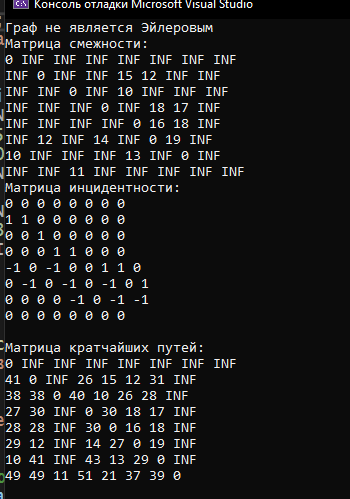 Консоль отладки Microsoft Visual Studio
Граф не является Эйлеровым
Матрица смежности:
0 INF INF INF INF INF INF INF
INF 0 INF INF 15 12 INF INF
INF INF 0 INF 10 INF INF INF
INF INF INF 0 INF 18 17 INF
INF INF INF INF 0 16 18 INF
INF 12 INF 14 INF 0 19 INF
10 INF INF INF 13 INF 0 INF
INF INF 11 INF INF INF INF INF
Матрица инцидентности:
0 0 0 0 0 0 0 0
1 1 0 0 0 0 0 0
0 0 1 0 0 0 0 0
0 0 0 1 1 0 0 0
-1 0 -1 0 0 1 1 0
0 -1 0 -1 0 -1 0 1
0 0 0 0 -1 0 -1 -1
0 0 0 0 0 0 0 0
Матрица кратчайших путей:
0 INF INF INF INF INF INF INF
41 0 INF 26 15 12 31 INF
38 38 0 40 10 26 28 INF
27 30 INF 0 30 18 17 INF
28 28 INF 30 0 16 18 INF
29 12 INF 14 27 0 19 INF
10 41 INF 43 13 29 0 INF
49 49 11 51 21 37 39 0